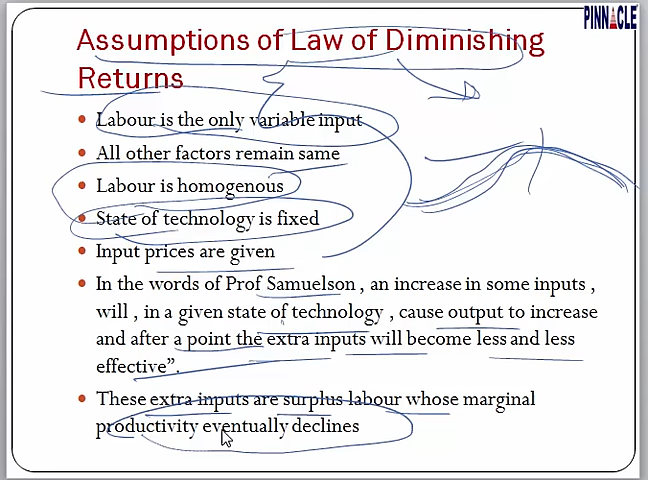 PINNACLE
Assumptions of Law of Diminishing
Returns
Labour is the only variable input
All other factors remain same
Labour is homogenous
State of technology is fixed
Input prices are given
In the words of Prof Samuelson , an increase in some inputs ,
will , in a given state of technology , cause output to increase
and after a point the extra inputs will become less and less
effective”.
These extra inputs are surplus labour whose marginal
productivity eventually declines